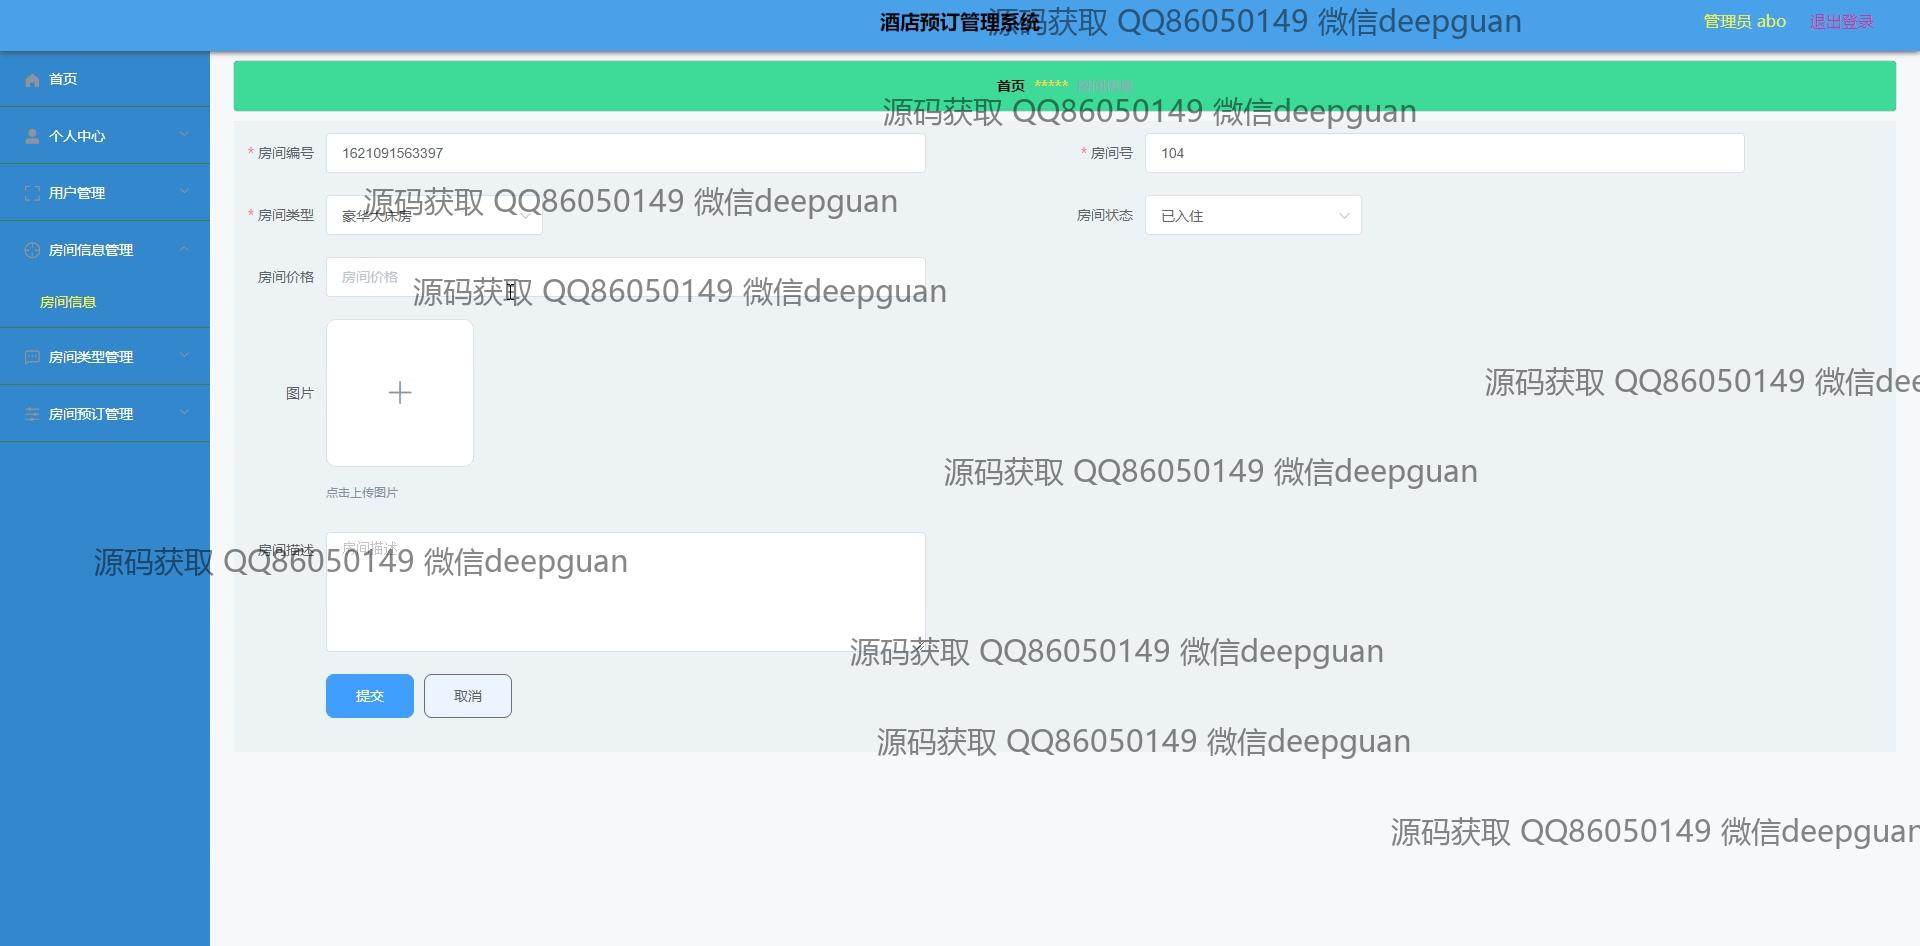 酒店预订管理系统
源码获取 QQ86050149 微信deepguan
管理员 abo
退出登录
首页
个人中心
用户管理
房间信息管理
房间信息
房间类型管理
房间预订管理
首页 ***** 房间信息
源码获取 QQ86050149 微信deepguan
* 房间编号 1621091563397
* 房间号 104
源码获取 QQ86050149 微信deepguan
* 房间类型 豪华大床房
房间状态 已入住
房间价格 房间价格
源码获取 QQ86050149 微信deepguan
源码获取 QQ86050149 微信dee
图片
源码获取 QQ86050149 微信deepguan
点击上传图片
房间描述 房间描述
源码获取 QQ86050149 微信deepguan
源码获取 QQ86050149 微信deepguan
提交
取消
源码获取 QQ86050149 微信deepguan
源码获取 QQ86050149 微信deepguan